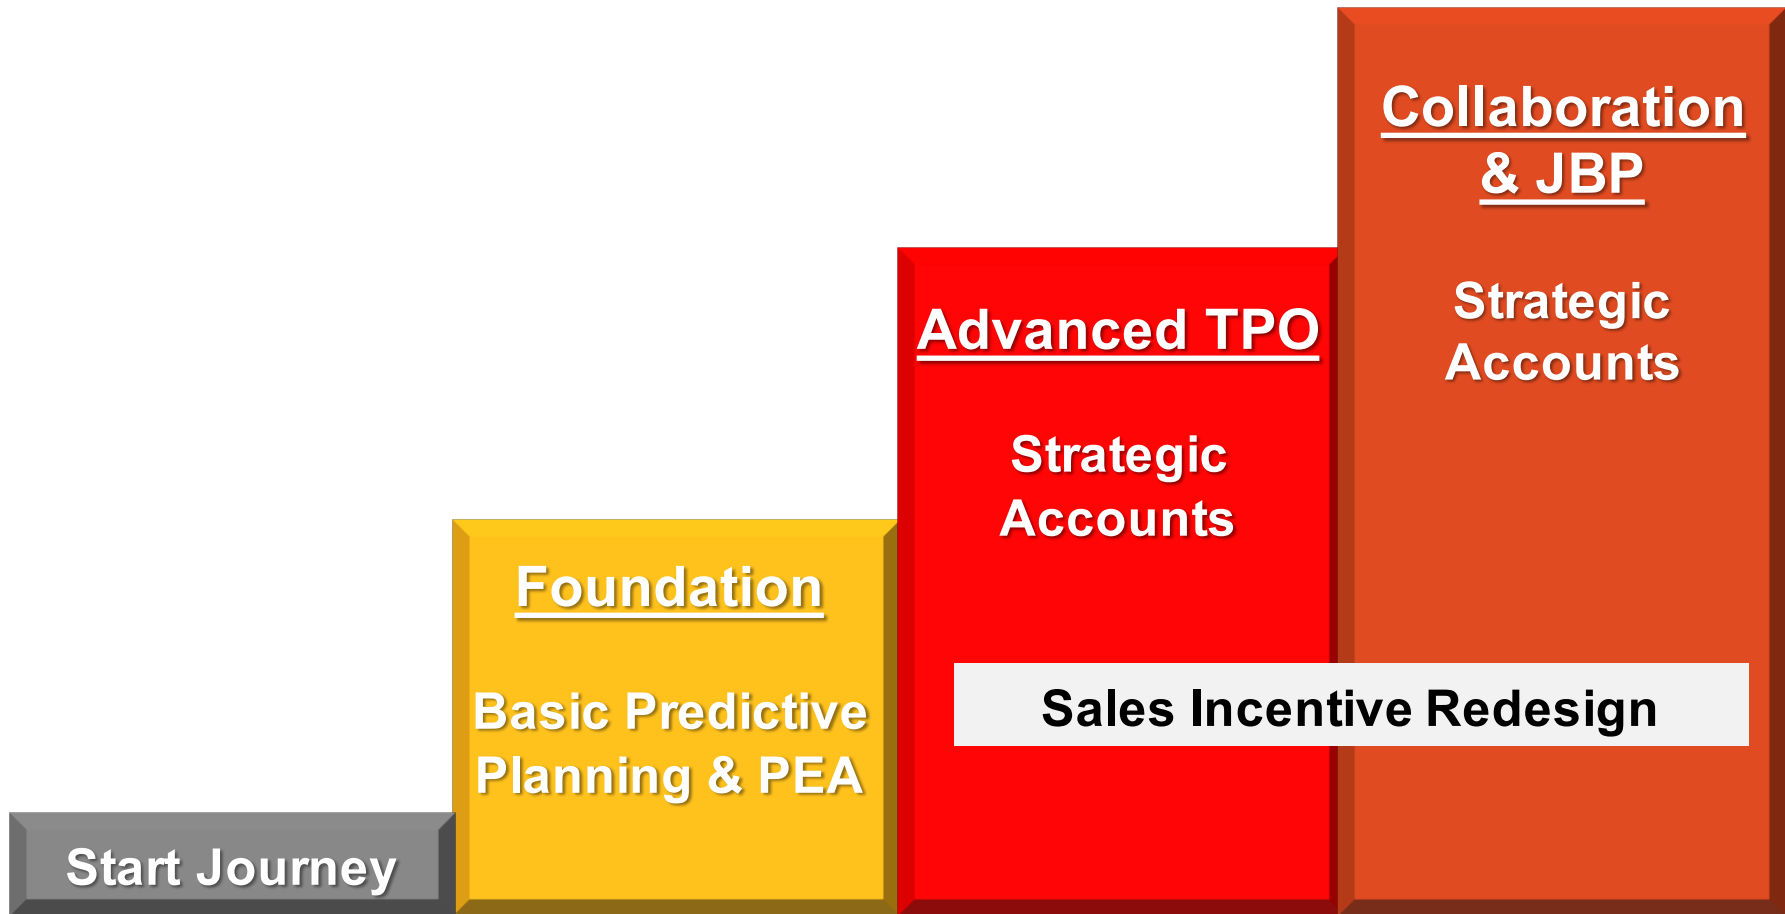 Start Journey
Foundation
Basic Predictive
Planning & PEA
Advanced TPO
Strategic
Accounts
Collaboration
& JBP
Strategic
Accounts
Sales Incentive Redesign